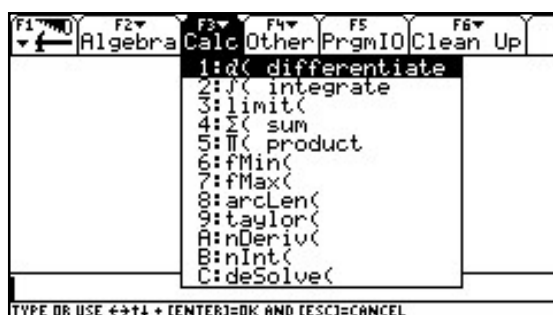 F1 F2 F3 F4 F5 F6
Algebra Calc Other PrgmIO Clean Up
1:d( differentiate
2:∫( integrate
3:limit(
4:Σ( sum
5:Π( product
6:fMin(
7:fMax(
8:arcLen(
9:taylor(
A:nDeriv(
B:nInt(
C:deSolve(
TYPE OR USE ←→↑↓ + [ENTER]=OK AND [ESC]=CANCEL